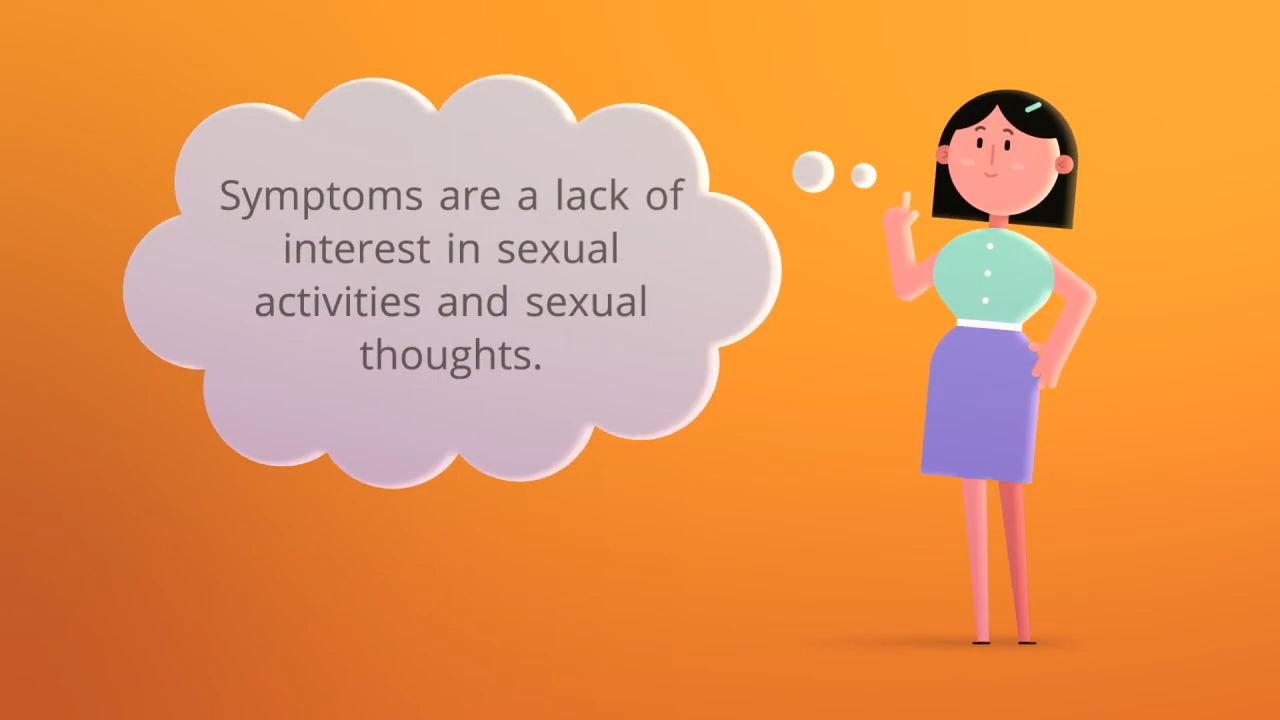 Symptoms are a lack of
interest in sexual
activities and sexual
thoughts.